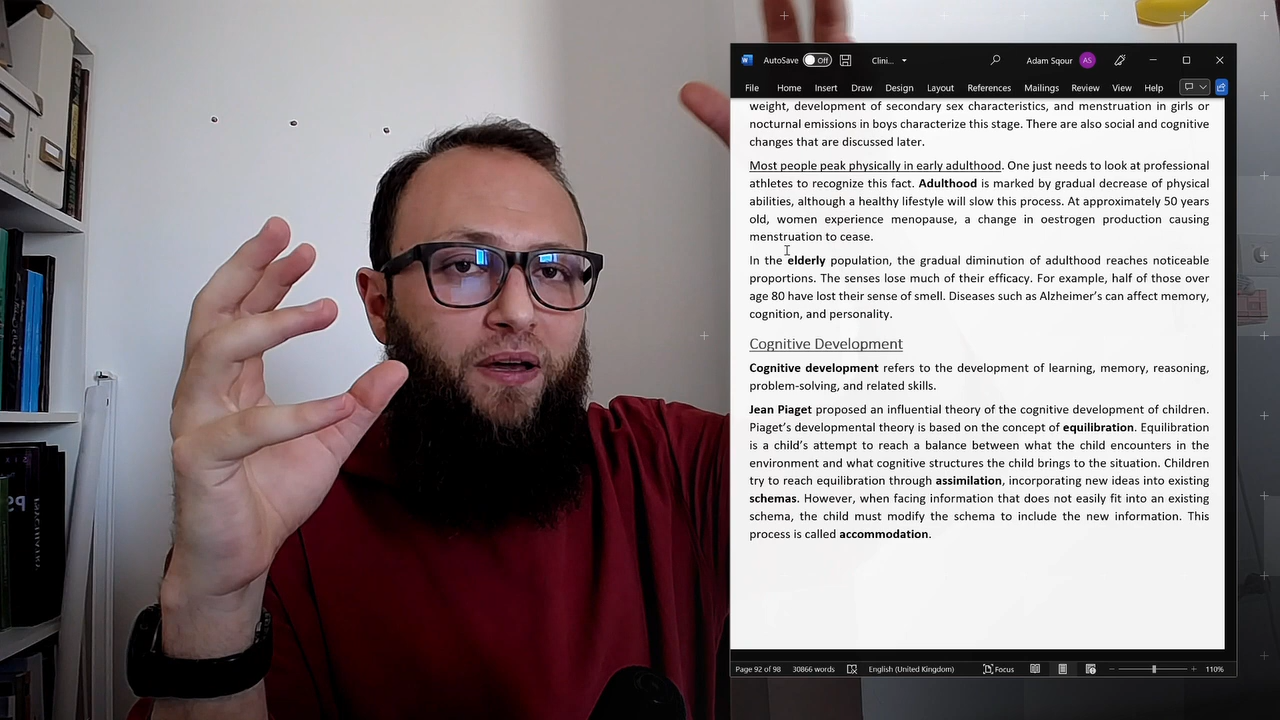 AutoSave Off Clini... Adam Sqour AS
File Home Insert Draw Design Layout References Mailings Review View Help
weight, development of secondary sex characteristics, and menstruation in girls or
nocturnal emissions in boys characterize this stage. There are also social and cognitive
changes that are discussed later.
Most people peak physically in early adulthood. One just needs to look at professional
athletes to recognize this fact. Adulthood is marked by gradual decrease of physical
abilities, although a healthy lifestyle will slow this process. At approximately 50 years
old, women experience menopause, a change in oestrogen production causing
menstruation to cease.
In the elderly population, the gradual diminution of adulthood reaches noticeable
proportions. The senses lose much of their efficacy. For example, half of those over
age 80 have lost their sense of smell. Diseases such as Alzheimer's can affect memory,
cognition, and personality.
Cognitive Development
Cognitive development refers to the development of learning, memory, reasoning,
problem-solving, and related skills.
Jean Piaget proposed an influential theory of the cognitive development of children.
Piaget's developmental theory is based on the concept of equilibration. Equilibration
is a child's attempt to reach a balance between what the child encounters in the
environment and what cognitive structures the child brings to the situation. Children
try to reach equilibration through assimilation, incorporating new ideas into existing
schemas. However, when facing information that does not easily fit into an existing
schema, the child must modify the schema to include the new information. This
process is called accommodation.
Page 92 of 98 30866 words English (United Kingdom) Focus 110%